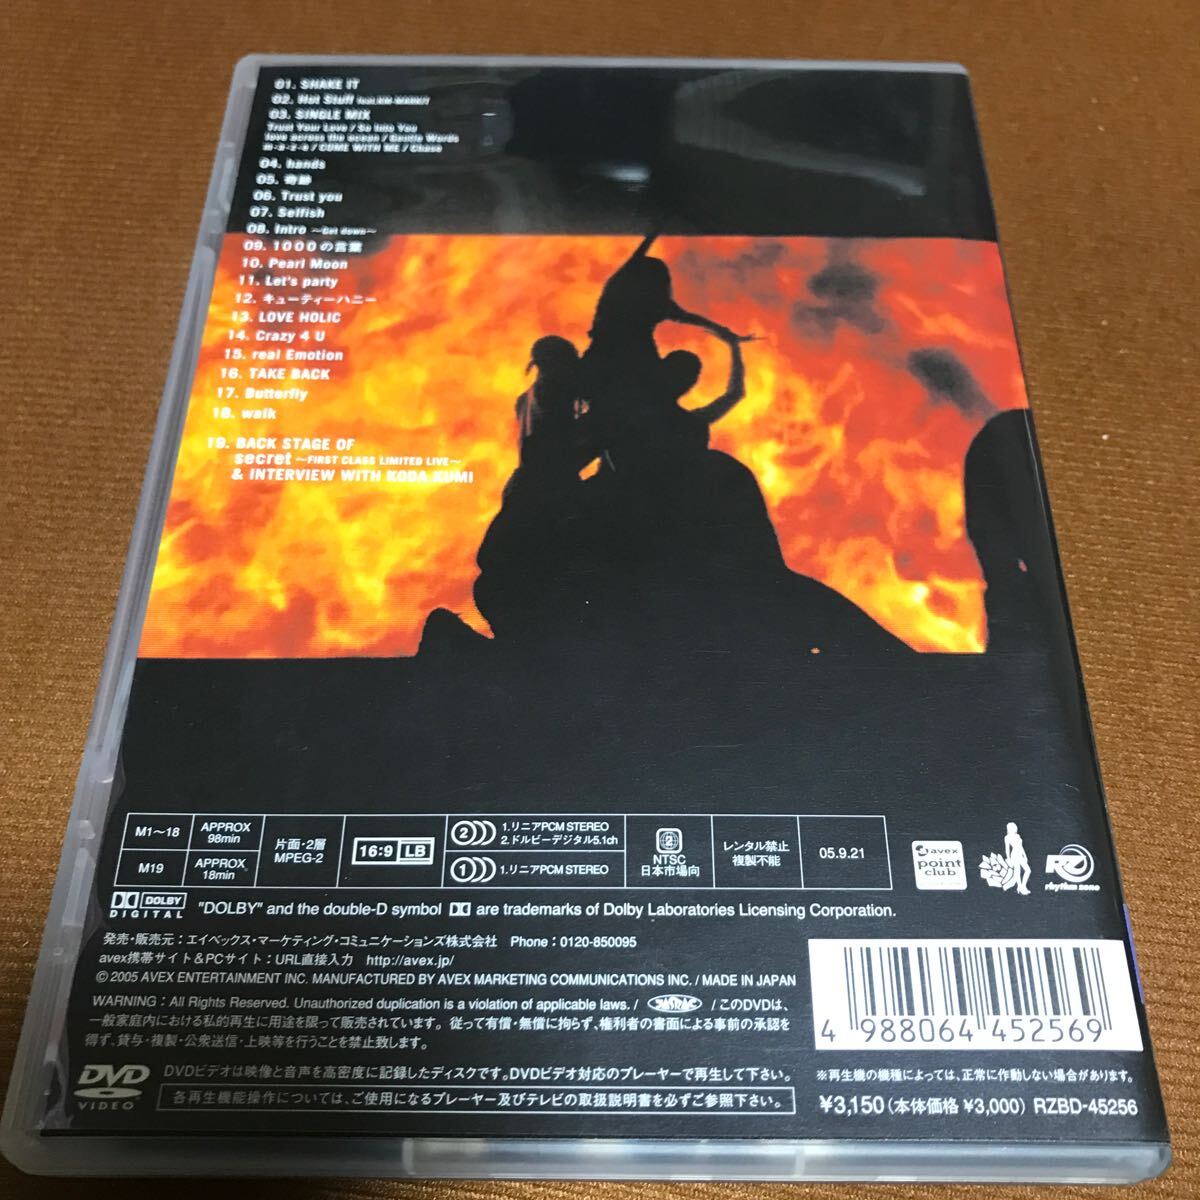 01. SHAKE IT
02. Hot Stuff feat.KM-MARKIT
03. SINGLE MIX
Trust Your Love / So Into You
love across the ocean / Gentle Words
m・a・z・e / COME WITH ME / Chase
04. hands
05. 奇跡
06. Trust you
07. Selfish
08. Intro ～Get down～
09. 1000の言葉
10. Pearl Moon
11. Let's party
12. キューティーハニー
13. LOVE HOLIC
14. Crazy 4 U
15. real Emotion
16. TAKE BACK
17. Butterfly
18. walk
19. BACK STAGE OF
secret ～FIRST CLASS LIMITED LIVE～
& INTERVIEW WITH KODA KUMI
M1～18 APPROX 98min
M19 APPROX 18min
片面・2層
MPEG-2
16:9 LB
2 1.リニアPCM STEREO
2.ドルビーデジタル5.1ch
1 1.リニアPCM STEREO
2
NTSC
日本市場向
レンタル禁止
複製不能
05.9.21
avex
point
club
rhythm zone
DOLBY
DIGITAL
"DOLBY" and the double-D symbol are trademarks of Dolby Laboratories Licensing Corporation.
発売・販売元：エイベックス・マーケティング・コミュニケーションズ株式会社 Phone：0120-850095
avex携帯サイト＆PCサイト：URL直接入力 http://avex.jp/
© 2005 AVEX ENTERTAINMENT INC. MANUFACTURED BY AVEX MARKETING COMMUNICATIONS INC. / MADE IN JAPAN
WARNING : All Rights Reserved. Unauthorized duplication is a violation of applicable laws. / JASRAC / このDVDは、
一般家庭内における私的再生に用途を限って販売されています。従って有償・無償に拘らず、権利者の書面による事前の承認を
得ず、貸与・複製・公衆送信・上映等を行うことを禁止致します。
4 988064 452569
DVD
VIDEO
DVDビデオは映像と音声を高密度に記録したディスクです。DVDビデオ対応のプレーヤーで再生して下さい。
各再生機能操作については、ご使用になるプレーヤー及びテレビの取扱説明書を必ずご参照下さい。
※再生機の機種によっては、正常に作動しない場合があります。
¥3,150（本体価格 ¥3,000） RZBD-45256